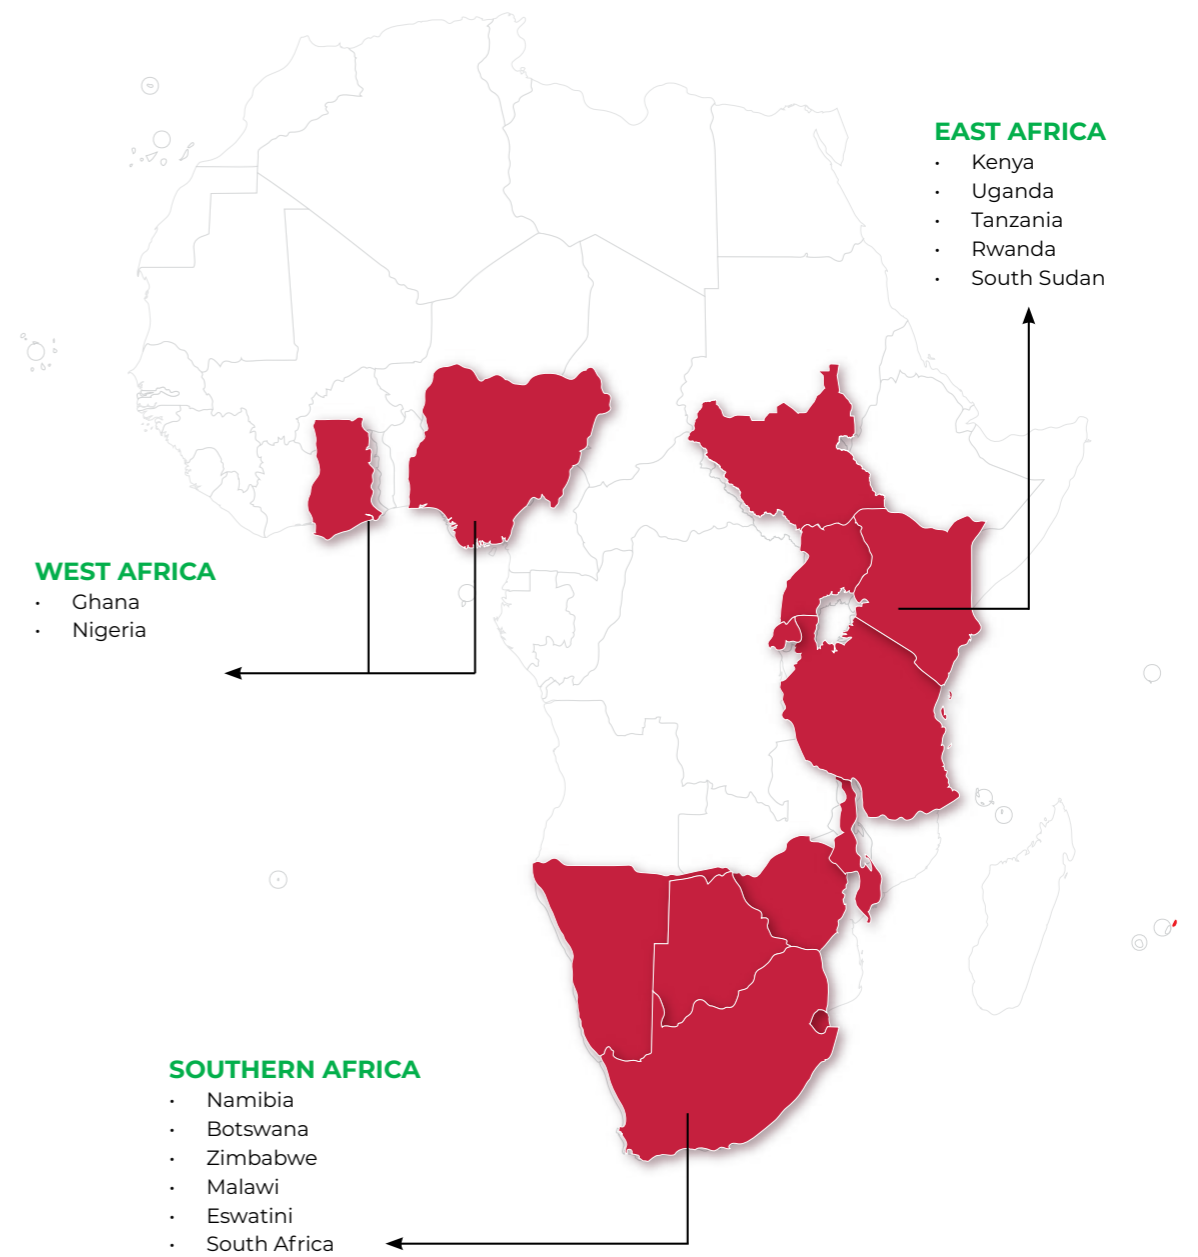 EAST AFRICA
· Kenya
· Uganda
· Tanzania
· Rwanda
· South Sudan
WEST AFRICA
· Ghana
· Nigeria
SOUTHERN AFRICA
· Namibia
· Botswana
· Zimbabwe
· Malawi
· Eswatini
· South Africa